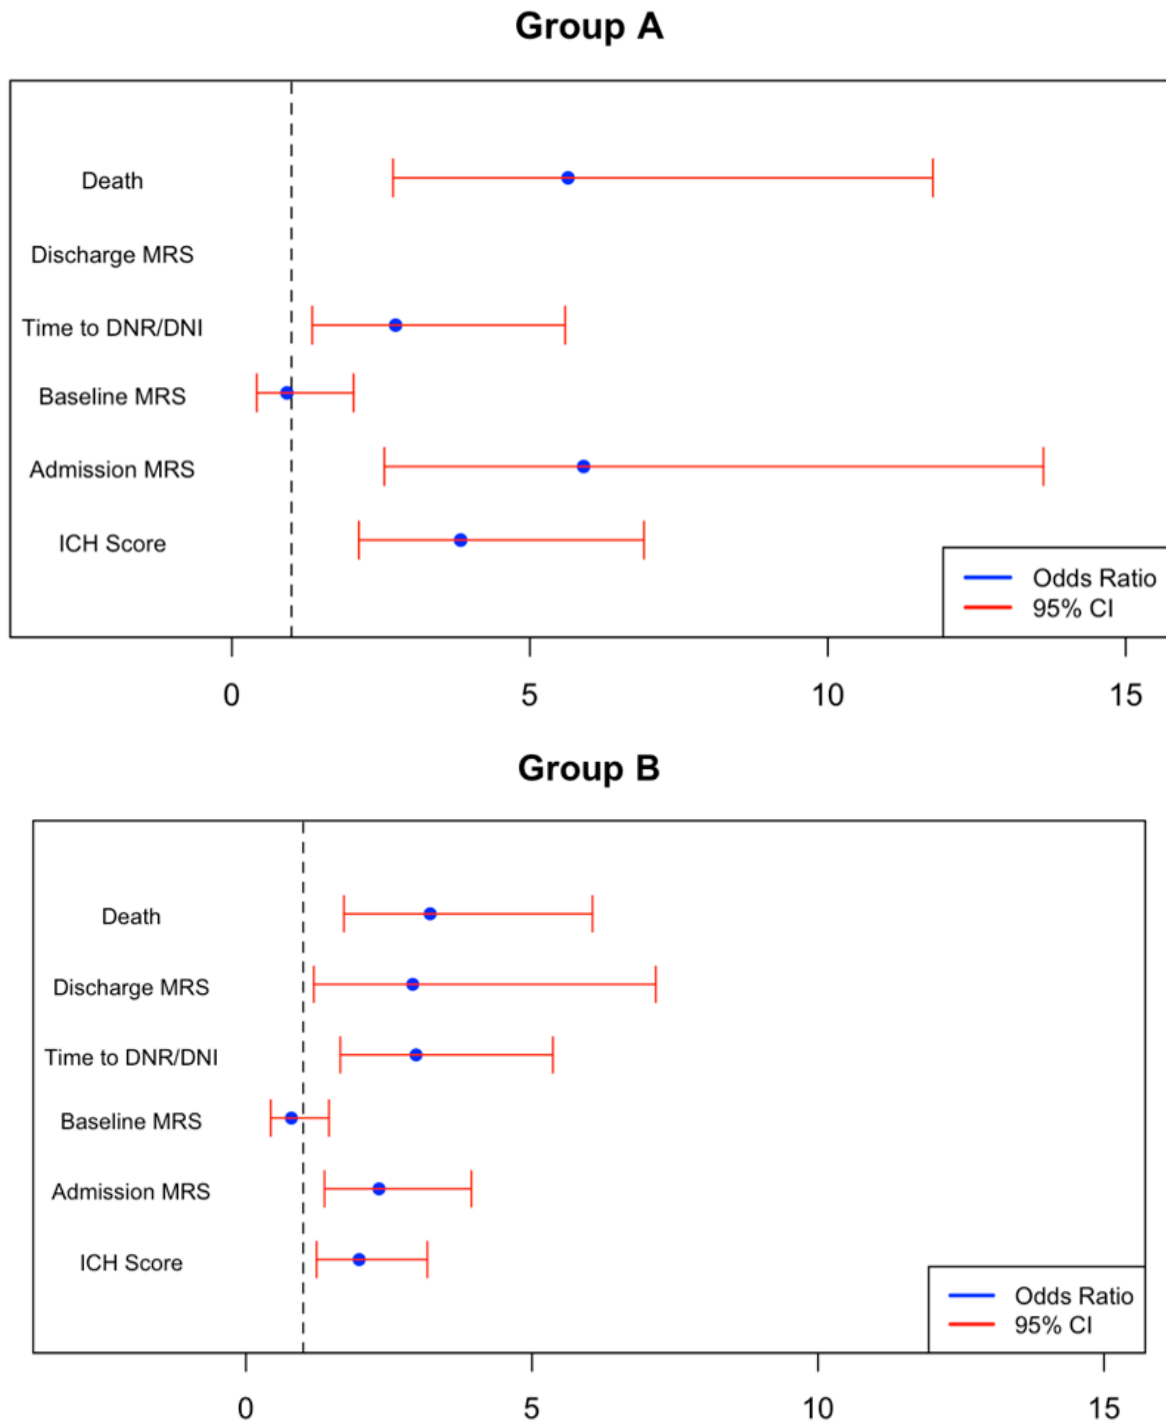 Group A
Death
Discharge MRS
Time to DNR/DNI
Baseline MRS
Admission MRS
ICH Score
Odds Ratio
95% CI
0 5 10 15
Group B
Death
Discharge MRS
Time to DNR/DNI
Baseline MRS
Admission MRS
ICH Score
Odds Ratio
95% CI
0 5 10 15